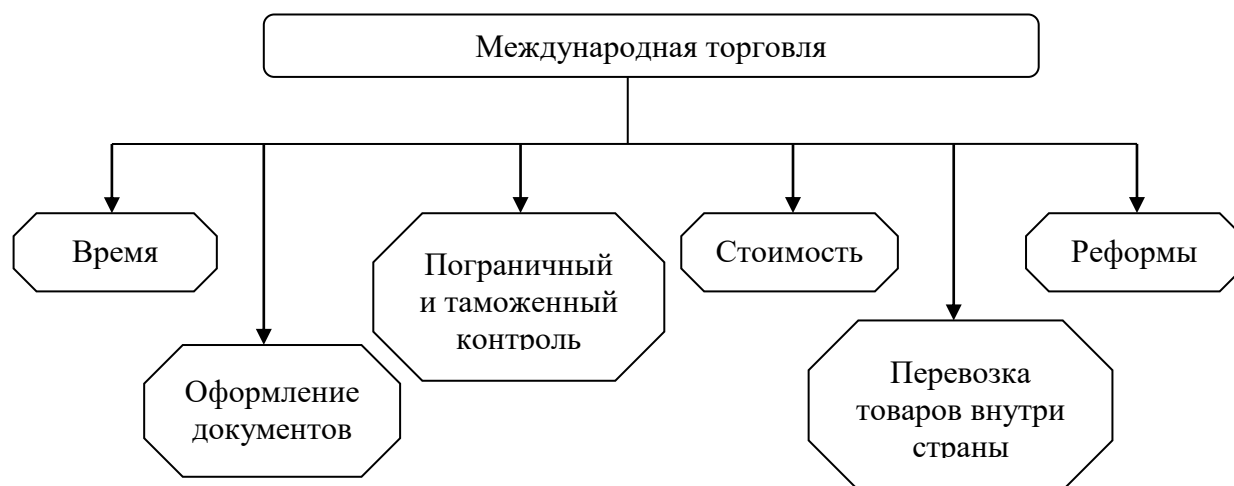 Международная торговля
Время
Пограничный
и таможенный
контроль
Стоимость
Реформы
Оформление
документов
Перевозка
товаров внутри
страны